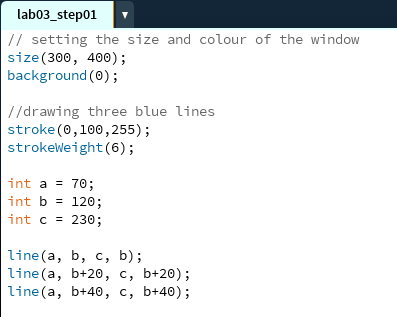 lab03_step01
// setting the size and colour of the window
size(300, 400);
background(0);
//drawing three blue lines
stroke(0,100,255);
strokeWeight(6);
int a = 70;
int b = 120;
int c = 230;
line(a, b, c, b);
line(a, b+20, c, b+20);
line(a, b+40, c, b+40);